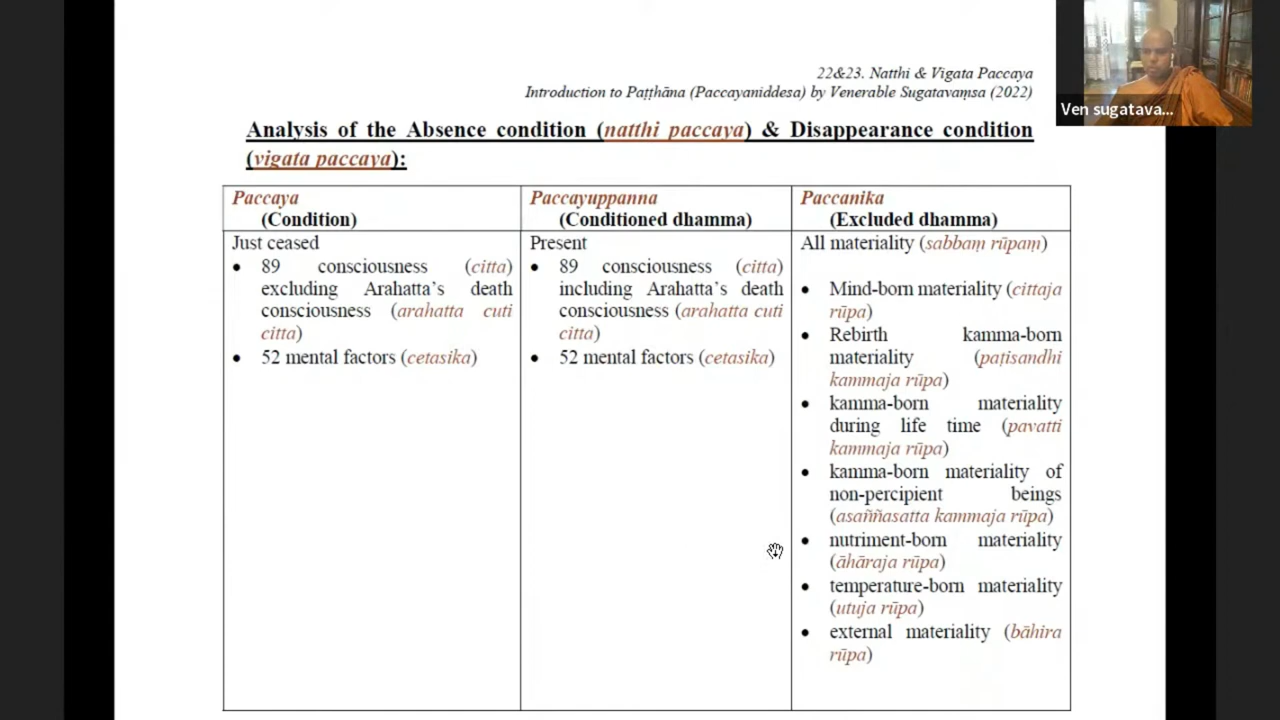 22&23. Natthi & Vigata Paccaya
Introduction to Paṭṭhāna (Paccayaniddesa) by Venerable Sugatavaṃsa (2022)
Ven sugatava...
Analysis of the Absence condition (natthi paccaya) & Disappearance condition
(vigata paccaya):
Paccaya
(Condition)
Just ceased
• 89 consciousness (citta)
excluding Arahatta's death
consciousness (arahatta cuti
citta)
• 52 mental factors (cetasika)
Paccayuppanna
(Conditioned dhamma)
Present
• 89 consciousness (citta)
including Arahatta's death
consciousness (arahatta cuti
citta)
• 52 mental factors (cetasika)
Paccanika
(Excluded dhamma)
All materiality (sabbaṃ rūpaṃ)
• Mind-born materiality (cittaja
rūpa)
• Rebirth kamma-born
materiality (paṭisandhi
kammaja rūpa)
• kamma-born materiality
during life time (pavatti
kammaja rūpa)
• kamma-born materiality of
non-percipient beings
(asaññasatta kammaja rūpa)
• nutriment-born materiality
(āhāraja rūpa)
• temperature-born materiality
(utuja rūpa)
• external materiality (bāhira
rūpa)